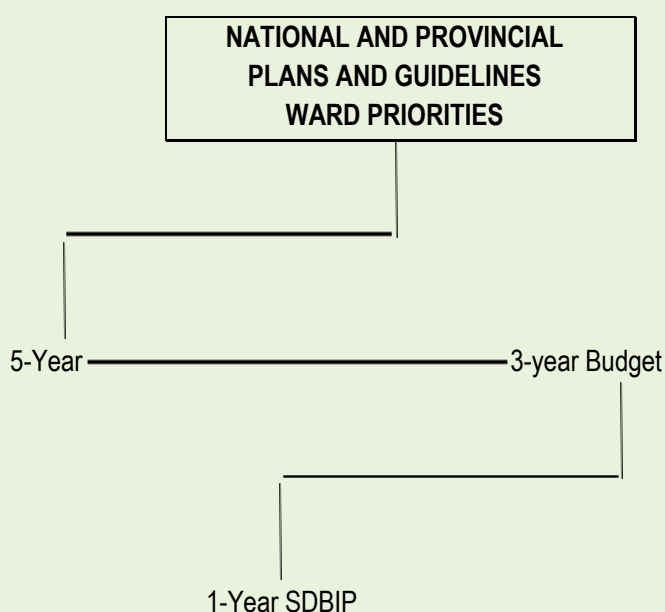 NATIONAL AND PROVINCIAL
PLANS AND GUIDELINES
WARD PRIORITIES
5-Year
3-year Budget
1-Year SDBIP